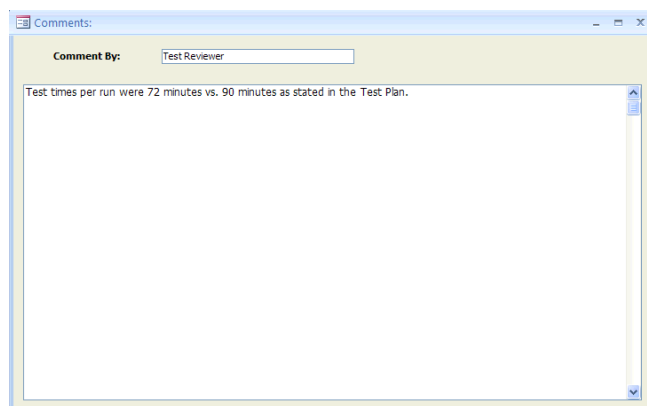 Comments:
Comment By: Test Reviewer
Test times per run were 72 minutes vs. 90 minutes as stated in the Test Plan.